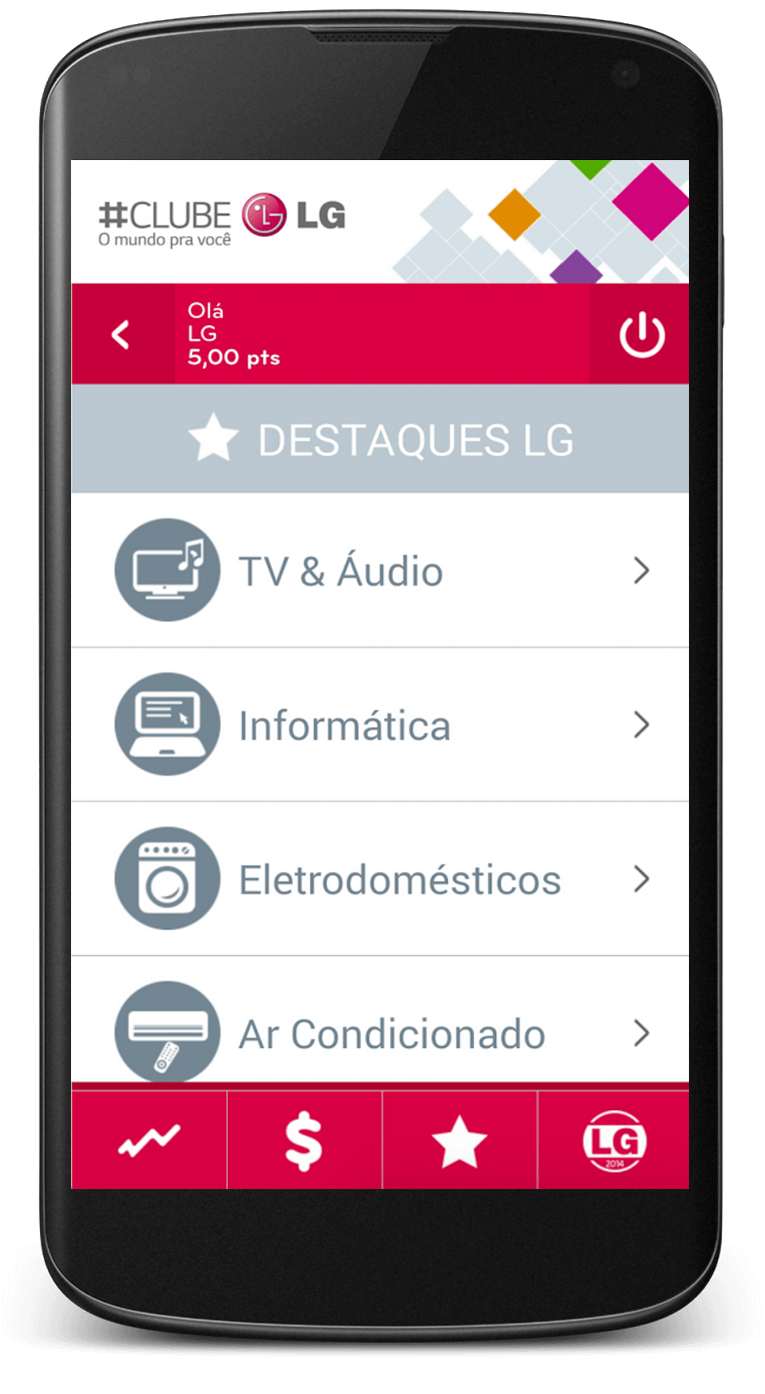 #CLUBE LG
O mundo pra você
Olá
LG
5,00 pts
DESTAQUES LG
TV & Áudio
Informática
Eletrodomésticos
Ar Condicionado
$
LG
2014